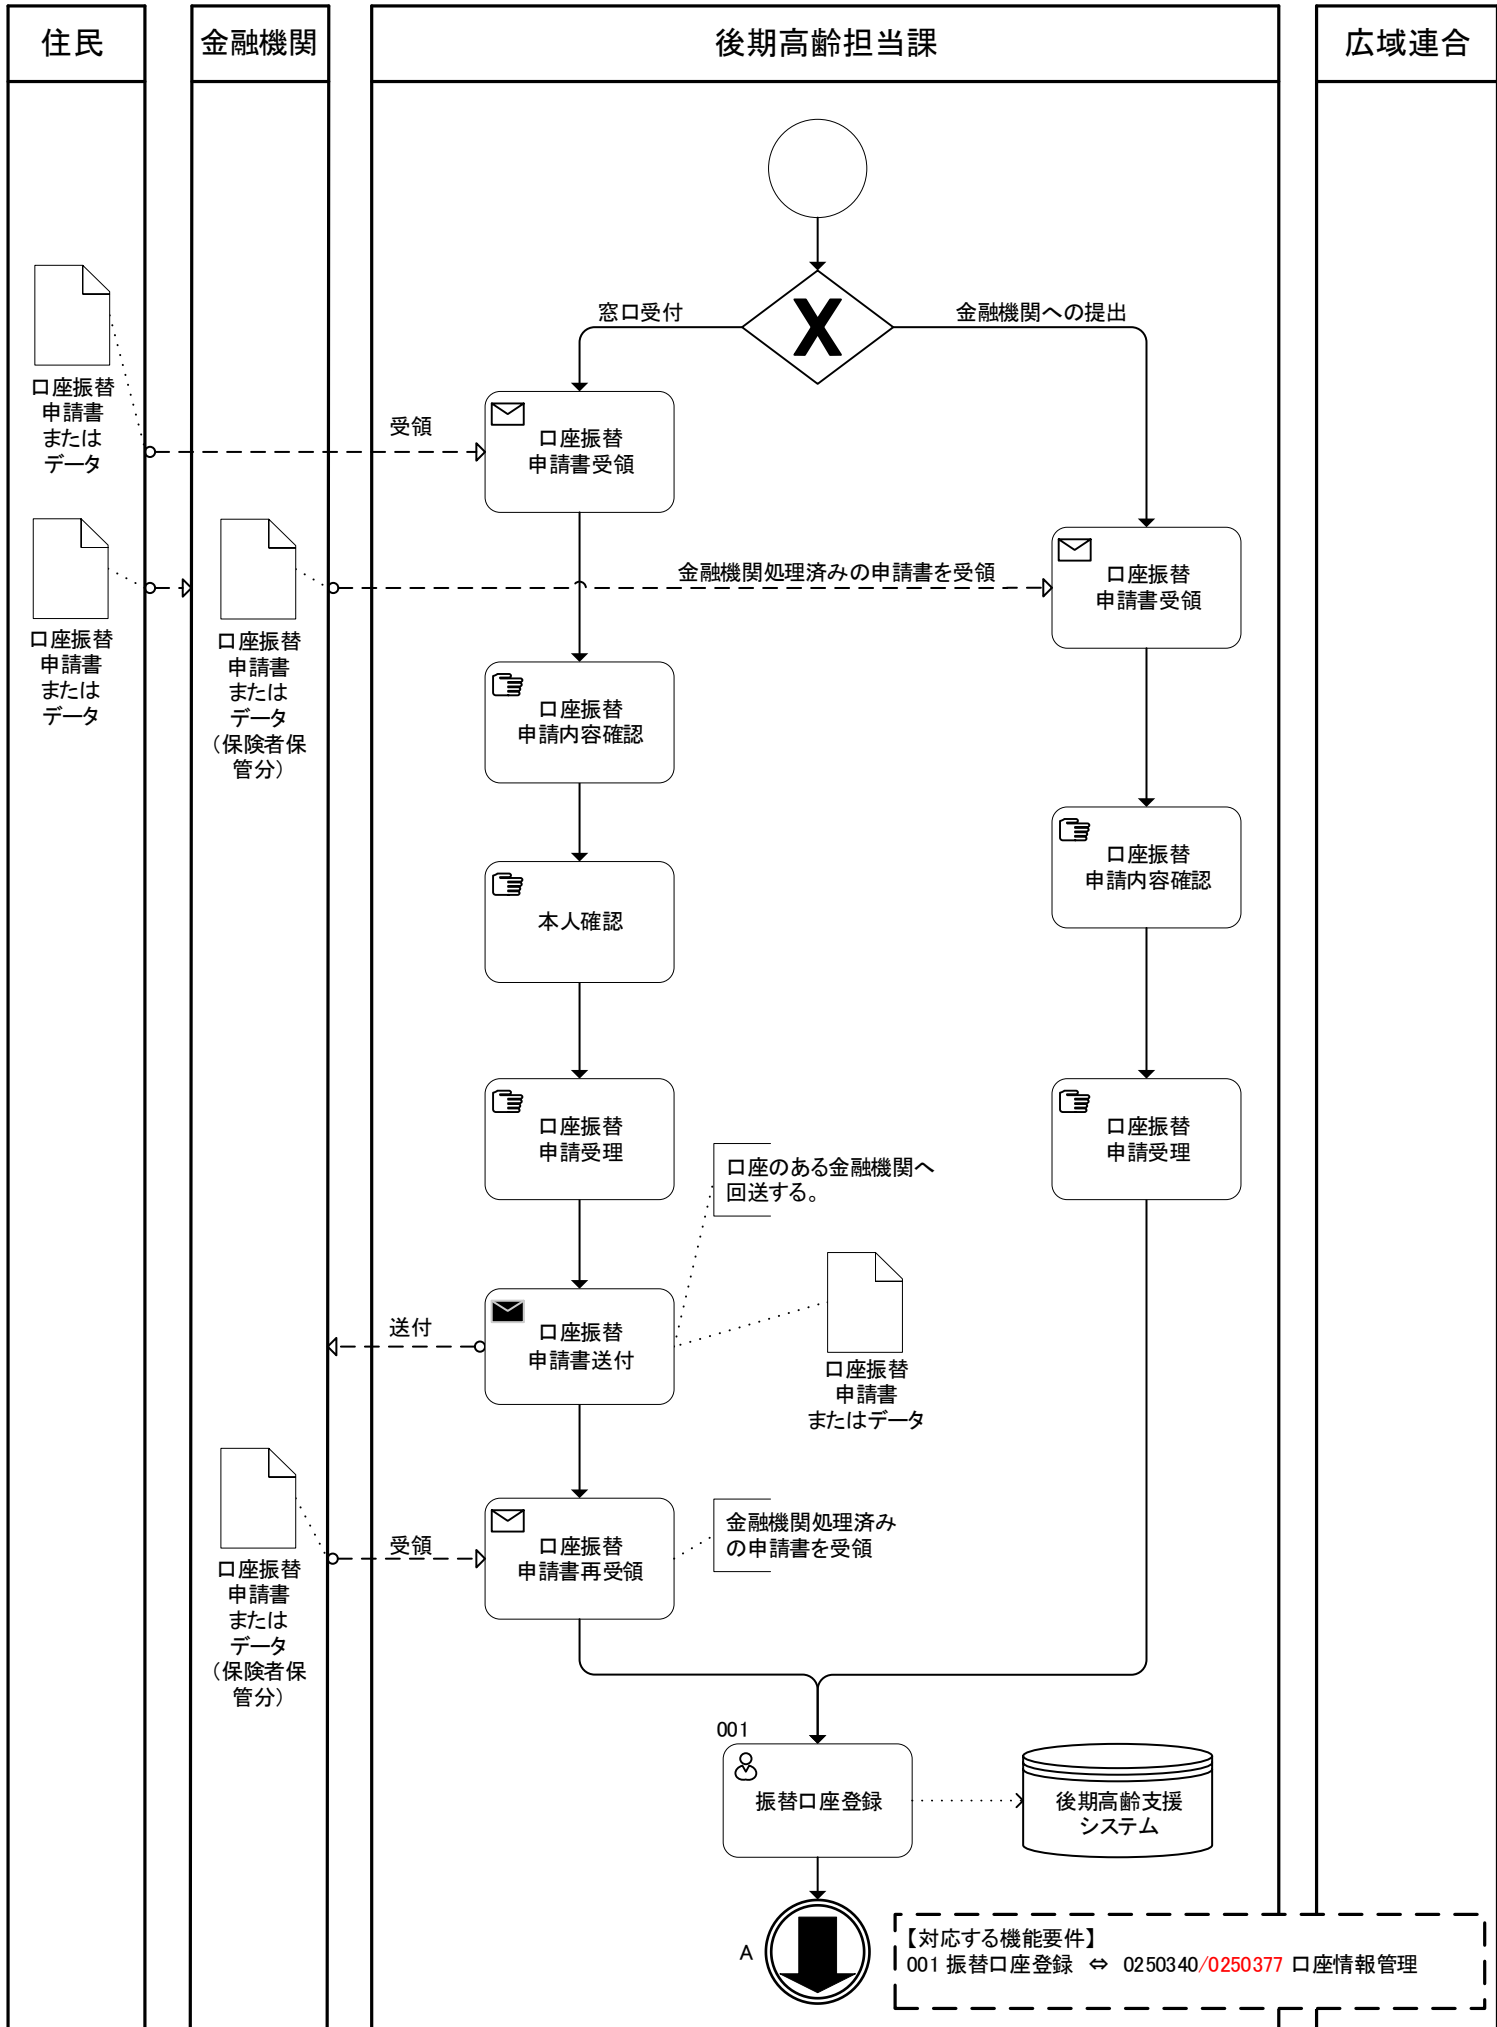 住民
金融機関
後期高齢担当課
広域連合
窓口受付
金融機関への提出
口座振替
申請書
または
データ
受領
口座振替
申請書受領
口座振替
申請書
または
データ
口座振替
申請書
または
データ
（保険者保
管分）
金融機関処理済みの申請書を受領
口座振替
申請書受領
口座振替
申請内容確認
口座振替
申請内容確認
本人確認
口座振替
申請受理
口座振替
申請受理
口座のある金融機関へ
回送する。
送付
口座振替
申請書送付
口座振替
申請書
またはデータ
口座振替
申請書
または
データ
（保険者保
管分）
受領
口座振替
申請書再受領
金融機関処理済み
の申請書を受領
001
振替口座登録
後期高齢支援
システム
A
【対応する機能要件】
001 振替口座登録 ⇔ 0250340/0250377 口座情報管理